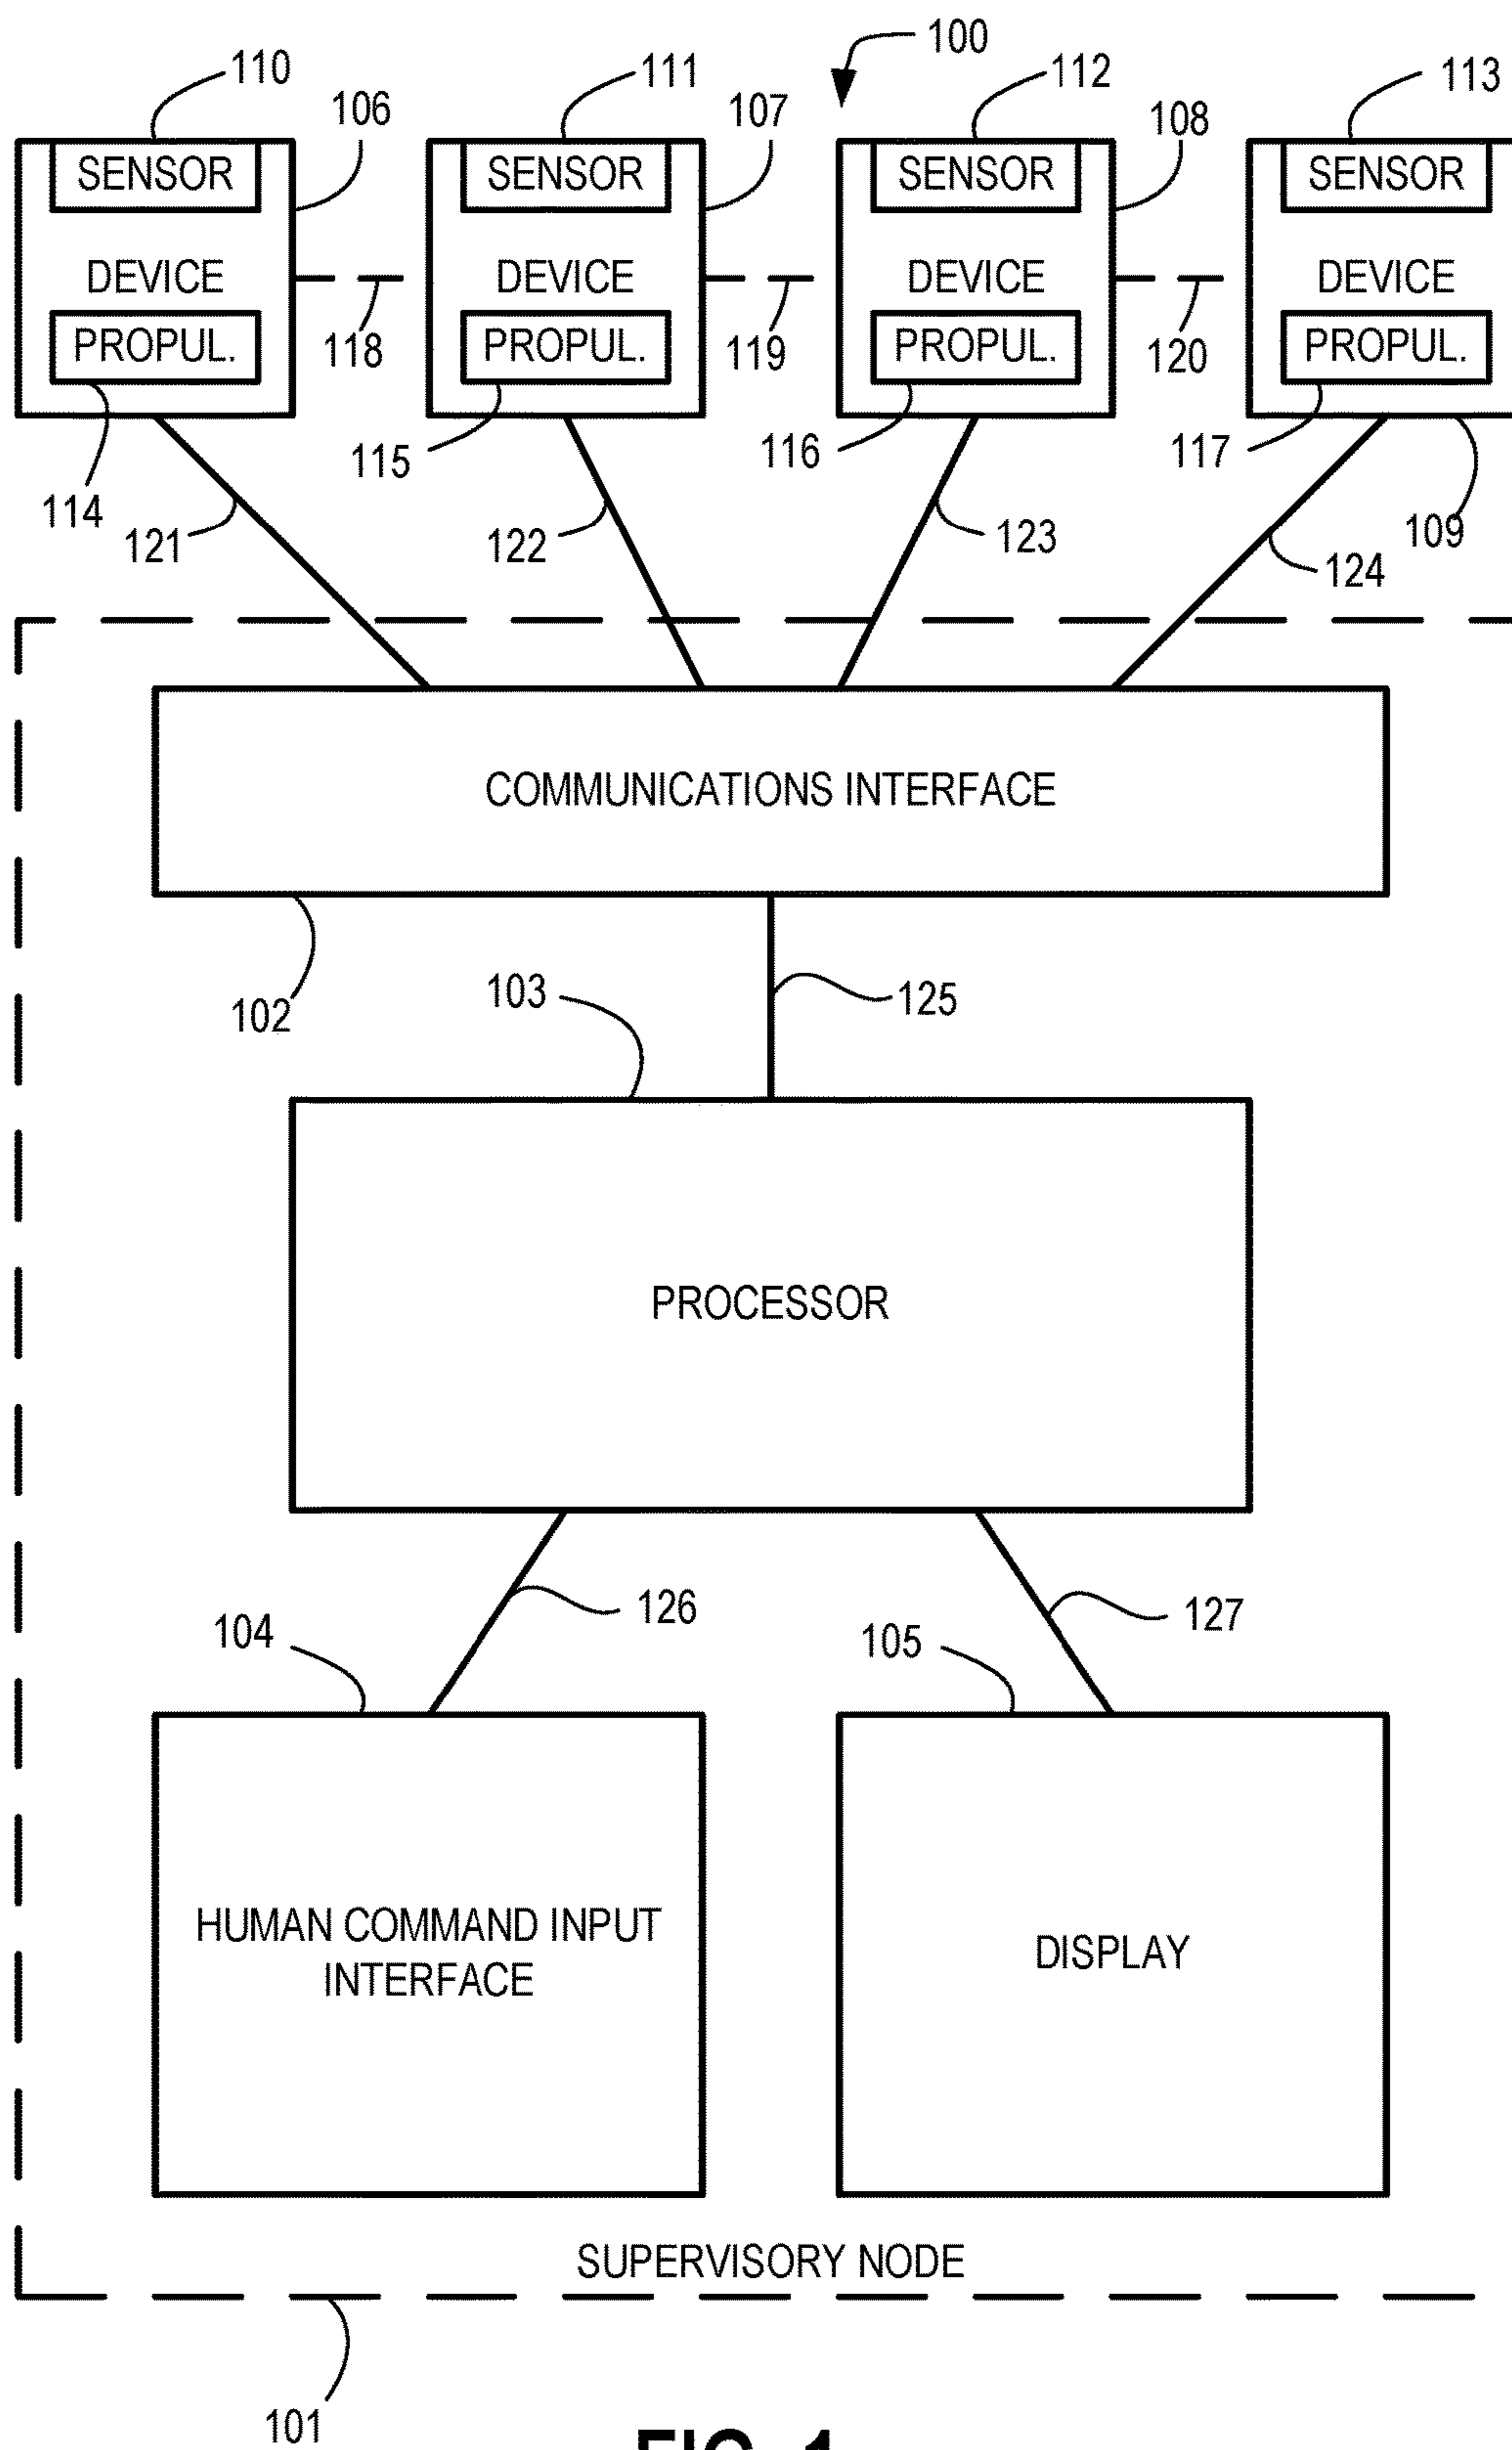 100
110
111
112
113
106
107
108
SENSOR
SENSOR
SENSOR
SENSOR
DEVICE
DEVICE
DEVICE
DEVICE
PROPUL.
PROPUL.
PROPUL.
PROPUL.
118
119
120
114
115
116
117
109
121
122
123
124
COMMUNICATIONS INTERFACE
102
103
125
PROCESSOR
126
127
104
105
HUMAN COMMAND INPUT
INTERFACE
DISPLAY
SUPERVISORY NODE
101
FIG. 1